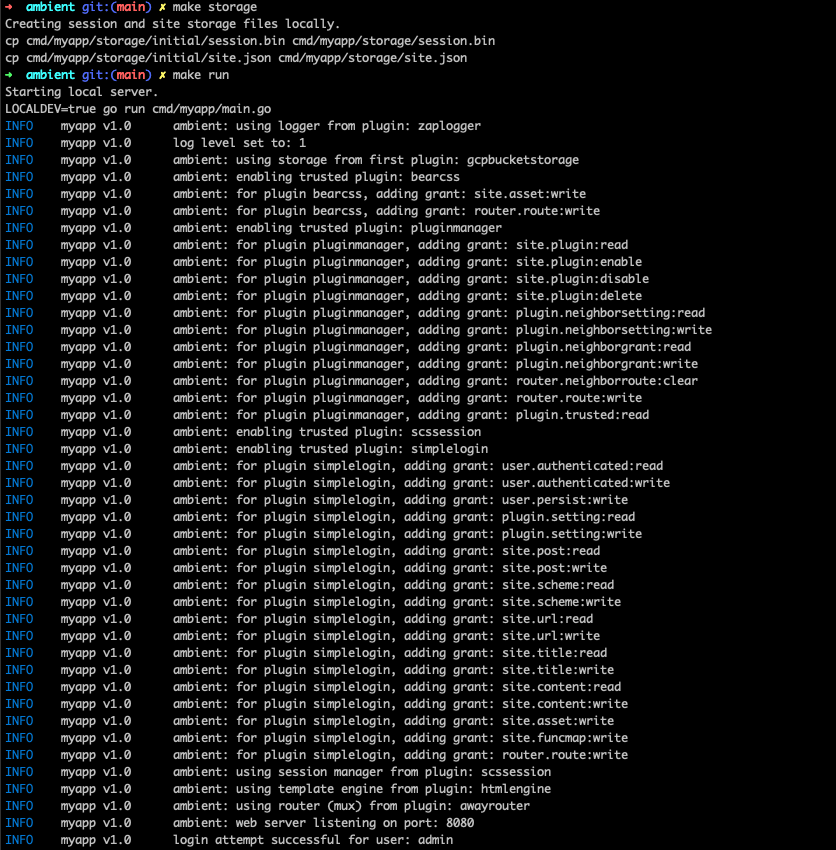 ➜  ambient git:(main) ✗ make storage
Creating session and site storage files locally.
cp cmd/myapp/storage/initial/session.bin cmd/myapp/storage/session.bin
cp cmd/myapp/storage/initial/site.json cmd/myapp/storage/site.json
➜  ambient git:(main) ✗ make run
Starting local server.
LOCALDEV=true go run cmd/myapp/main.go
INFO    myapp v1.0      ambient: using logger from plugin: zaplogger
INFO    myapp v1.0      log level set to: 1
INFO    myapp v1.0      ambient: using storage from first plugin: gcpbucketstorage
INFO    myapp v1.0      ambient: enabling trusted plugin: bearcss
INFO    myapp v1.0      ambient: for plugin bearcss, adding grant: site.asset:write
INFO    myapp v1.0      ambient: for plugin bearcss, adding grant: router.route:write
INFO    myapp v1.0      ambient: enabling trusted plugin: pluginmanager
INFO    myapp v1.0      ambient: for plugin pluginmanager, adding grant: site.plugin:read
INFO    myapp v1.0      ambient: for plugin pluginmanager, adding grant: site.plugin:enable
INFO    myapp v1.0      ambient: for plugin pluginmanager, adding grant: site.plugin:disable
INFO    myapp v1.0      ambient: for plugin pluginmanager, adding grant: site.plugin:delete
INFO    myapp v1.0      ambient: for plugin pluginmanager, adding grant: plugin.neighborsetting:read
INFO    myapp v1.0      ambient: for plugin pluginmanager, adding grant: plugin.neighborsetting:write
INFO    myapp v1.0      ambient: for plugin pluginmanager, adding grant: plugin.neighborgrant:read
INFO    myapp v1.0      ambient: for plugin pluginmanager, adding grant: plugin.neighborgrant:write
INFO    myapp v1.0      ambient: for plugin pluginmanager, adding grant: router.neighborroute:clear
INFO    myapp v1.0      ambient: for plugin pluginmanager, adding grant: router.route:write
INFO    myapp v1.0      ambient: for plugin pluginmanager, adding grant: plugin.trusted:read
INFO    myapp v1.0      ambient: enabling trusted plugin: scssession
INFO    myapp v1.0      ambient: enabling trusted plugin: simplelogin
INFO    myapp v1.0      ambient: for plugin simplelogin, adding grant: user.authenticated:read
INFO    myapp v1.0      ambient: for plugin simplelogin, adding grant: user.authenticated:write
INFO    myapp v1.0      ambient: for plugin simplelogin, adding grant: user.persist:write
INFO    myapp v1.0      ambient: for plugin simplelogin, adding grant: plugin.setting:read
INFO    myapp v1.0      ambient: for plugin simplelogin, adding grant: plugin.setting:write
INFO    myapp v1.0      ambient: for plugin simplelogin, adding grant: site.post:read
INFO    myapp v1.0      ambient: for plugin simplelogin, adding grant: site.post:write
INFO    myapp v1.0      ambient: for plugin simplelogin, adding grant: site.scheme:read
INFO    myapp v1.0      ambient: for plugin simplelogin, adding grant: site.scheme:write
INFO    myapp v1.0      ambient: for plugin simplelogin, adding grant: site.url:read
INFO    myapp v1.0      ambient: for plugin simplelogin, adding grant: site.url:write
INFO    myapp v1.0      ambient: for plugin simplelogin, adding grant: site.title:read
INFO    myapp v1.0      ambient: for plugin simplelogin, adding grant: site.title:write
INFO    myapp v1.0      ambient: for plugin simplelogin, adding grant: site.content:read
INFO    myapp v1.0      ambient: for plugin simplelogin, adding grant: site.content:write
INFO    myapp v1.0      ambient: for plugin simplelogin, adding grant: site.asset:write
INFO    myapp v1.0      ambient: for plugin simplelogin, adding grant: site.funcmap:write
INFO    myapp v1.0      ambient: for plugin simplelogin, adding grant: router.route:write
INFO    myapp v1.0      ambient: using session manager from plugin: scssession
INFO    myapp v1.0      ambient: using template engine from plugin: htmlengine
INFO    myapp v1.0      ambient: using router (mux) from plugin: awayrouter
INFO    myapp v1.0      ambient: web server listening on port: 8080
INFO    myapp v1.0      login attempt successful for user: admin